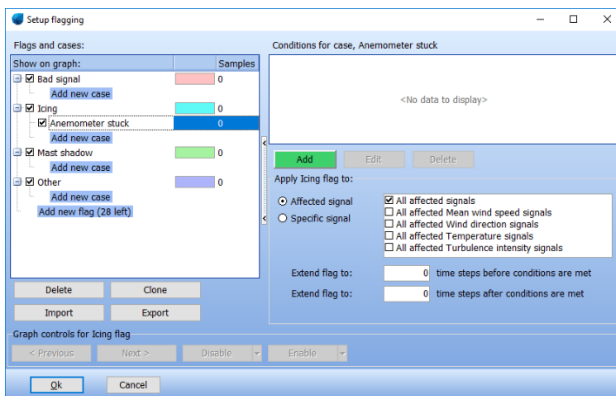 Setup flagging
Flags and cases:
Show on graph: Samples
Bad signal 0
Add new case
Icing 0
Anemometer stuck 0
Add new case
Mast shadow 0
Add new case
Other 0
Add new case
Add new flag (28 left)
Delete Clone
Import Export
Conditions for case, Anemometer stuck
<No data to display>
Add Edit Delete
Apply Icing flag to:
Affected signal
Specific signal
All affected signals
All affected Mean wind speed signals
All affected Wind direction signals
All affected Temperature signals
All affected Turbulence intensity signals
Extend flag to: 0 time steps before conditions are met
Extend flag to: 0 time steps after conditions are met
Graph controls for Icing flag
< Previous Next > Disable Enable
Ok Cancel